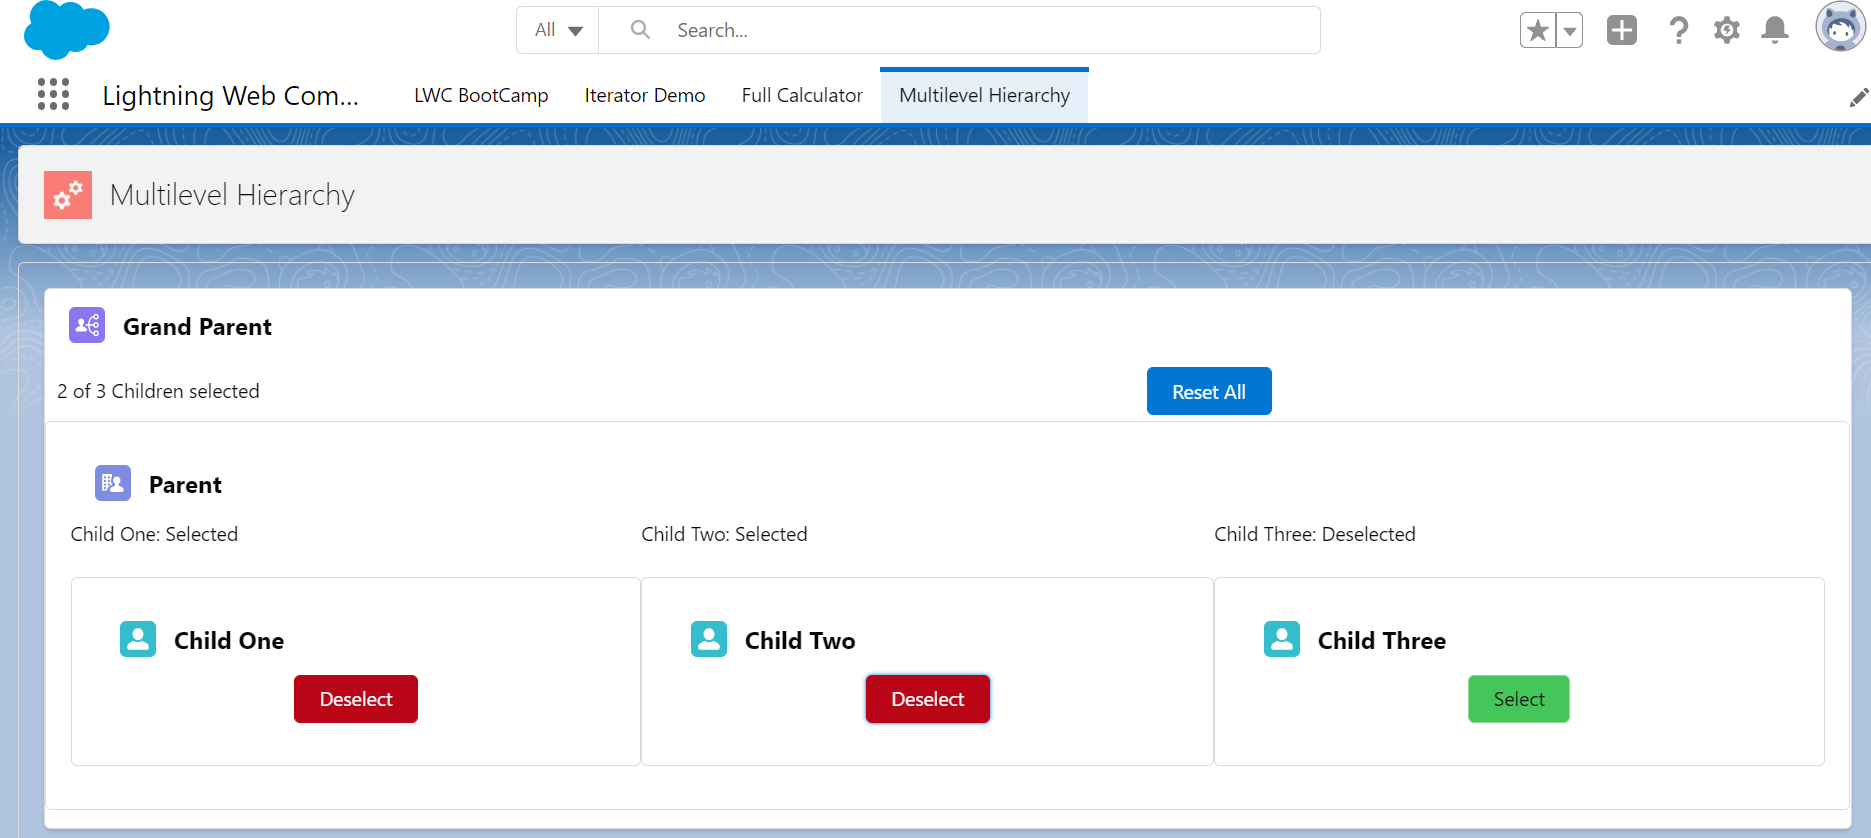 All
Search...
Lightning Web Com...
LWC BootCamp
Iterator Demo
Full Calculator
Multilevel Hierarchy
Multilevel Hierarchy
Grand Parent
2 of 3 Children selected
Reset All
Parent
Child One: Selected
Child Two: Selected
Child Three: Deselected
Child One
Child Two
Child Three
Deselect
Deselect
Select